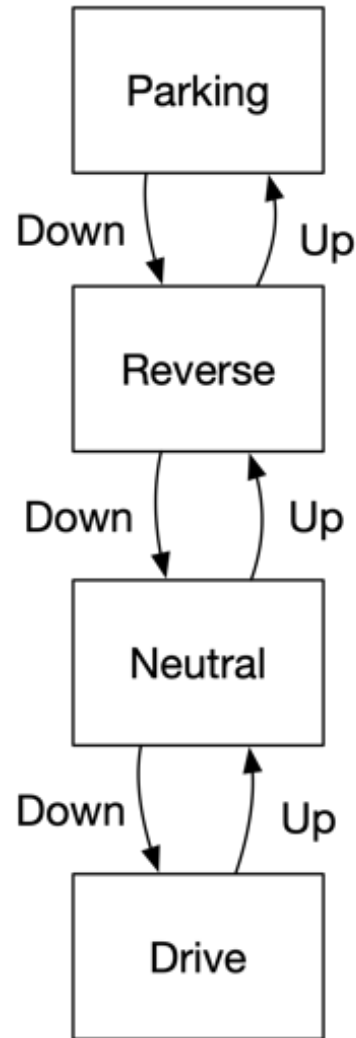 Parking
Down
Up
Reverse
Down
Up
Neutral
Down
Up
Drive